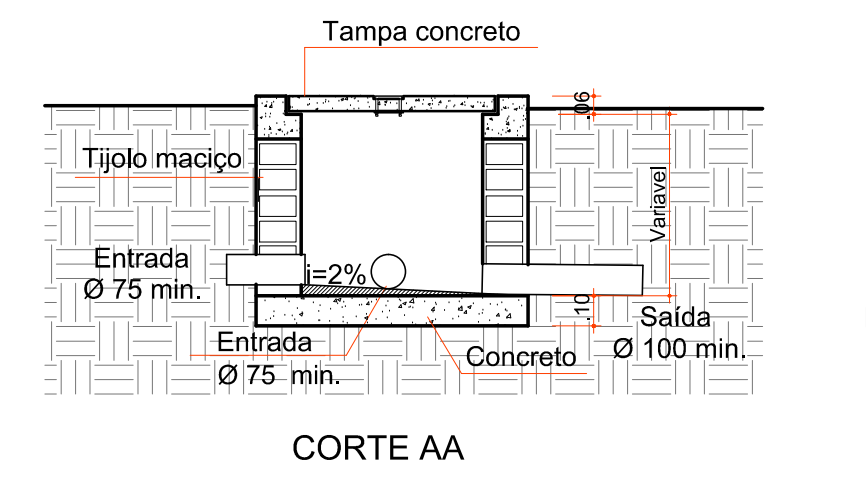 Tampa concreto
.06
Tijolo maciço
Variavel
Entrada
Ø 75 min.
i=2%
.10
Saída
Ø 100 min.
Entrada
Ø 75 min.
Concreto
CORTE AA